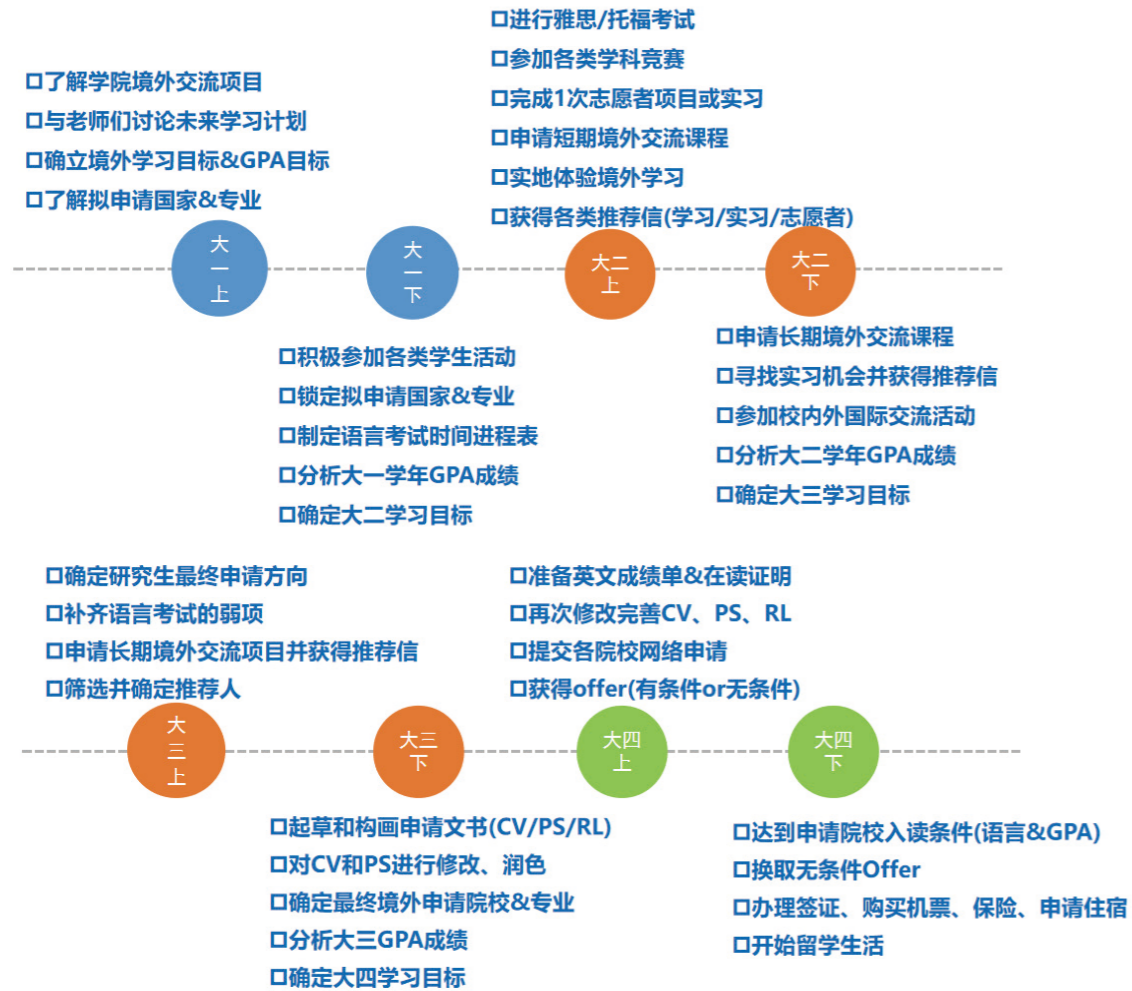 □了解学院境外交流项目
□与老师们讨论未来学习计划
□确立境外学习目标&GPA目标
□了解拟申请国家&专业
□进行雅思/托福考试
□参加各类学科竞赛
□完成1次志愿者项目或实习
□申请短期境外交流课程
□实地体验境外学习
□获得各类推荐信(学习/实习/志愿者)
大
一
上
大
一
下
大二
上
大二
下
□积极参加各类学生活动
□锁定拟申请国家&专业
□制定语言考试时间进程表
□分析大一学年GPA成绩
□确定大二学习目标
□申请长期境外交流课程
□寻找实习机会并获得推荐信
□参加校内外国际交流活动
□分析大二学年GPA成绩
□确定大三学习目标
□确定研究生最终申请方向
□补齐语言考试的弱项
□申请长期境外交流项目并获得推荐信
□筛选并确定推荐人
□准备英文成绩单&在读证明
□再次修改完善CV、PS、RL
□提交各院校网络申请
□获得offer(有条件or无条件)
大
三
上
大三
下
大四
上
大四
下
□起草和构画申请文书(CV/PS/RL)
□对CV和PS进行修改、润色
□确定最终境外申请院校&专业
□分析大三GPA成绩
□确定大四学习目标
□达到申请院校入读条件(语言&GPA)
□换取无条件Offer
□办理签证、购买机票、保险、申请住宿
□开始留学生活